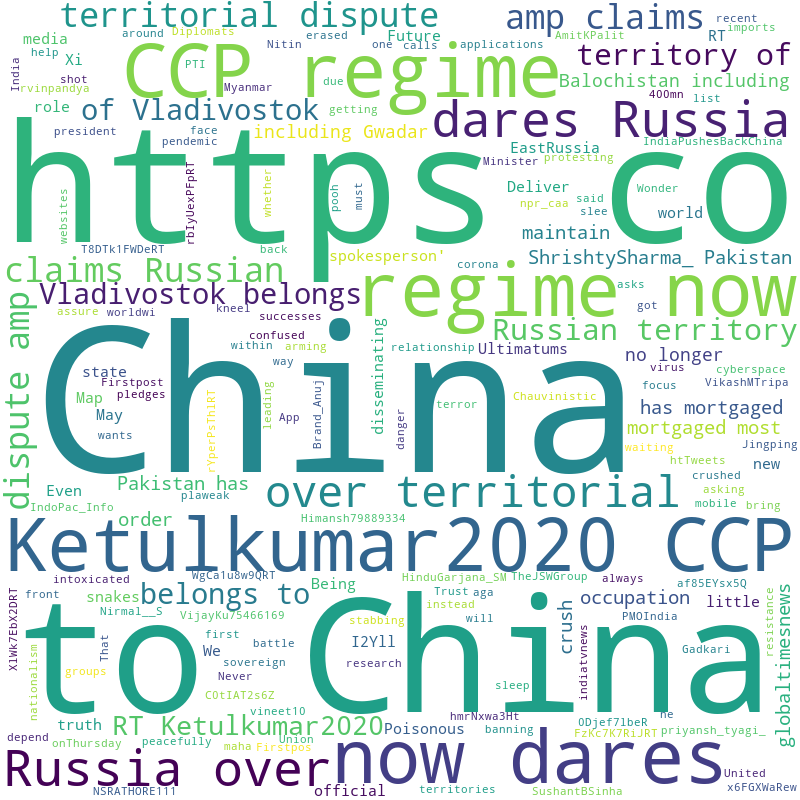 territorial dispute
amp claims
media
around
Diplomats
erased
Future
recent
imports
help
Nitin
one
calls
applications
AmitKPalit
RT
India
Xi
CCP regime
PTI
territory of
rvinpandya
shot
Myanmar
due
Balochistan including
role
of Vladivostok
getting
400mn
list
dares Russia
president
face
pendemic
including Gwadar
EastRussia
IndiaPushesBackChina
https co
Minister
protesting
websites
rbIyUexPFpRT
whether
pooh
must
Deliver
npr_caa
said
slee
Wonder
world
maintain
T8DTk1FWDeRT
back
spokesperson'
corona
ShrishtySharma_ Pakistan
claims Russian
regime now
asks
Vladivostok belongs
dispute amp
assure
worldwi
kneel
successes
got
Russian territory
confused
within
arming
way
disseminating
relationship
Ultimatums
no longer
virus
cyberspace
China
state
Firstpost
pledges
Map
May
wants
rYperPsTh1RT
leading
App
Brand_Anuj
danger
terror
Chauvinistic
focus
VikashMTripa
has mortgaged
mortgaged most
waiting
Jingping
htTweets
new
crushed
Even
Pakistan has
plaweak
over territorial
asking
mobile
bring
IndoPac_Info
order
Himansh79889334
Ketulkumar2020 CCP
X1Wk7EbX2DRT
intoxicated
WgCa1u8w9QRT
Being
HinduGarjana_SM
TheJSWGroup
always
af85EYsx5Q
front
snakes
belongs to
Trust
aga
instead
crush
occupation
little
resistance
globaltimesnews
Nirmal__S
VijayKu75466169
stabbing
will
PMOIndia
to China
nationalism
That
first
We
battle
I2Yll
indiatvnews
Gadkari
groups
sovereign
Never
research
COtIAT2s6Z
sleep
truth
RT Ketulkumar2020
vineet10
Poisonous
hmrNxwa3Ht
banning
ODjef71beR
he
FzKc7K7RiJRT
priyansh_tyagi_
depend
onThursday
peacefully
maha
Union
Firstpos
Russia over
now dares
United
NSRATHORE111
official
territories
SushantBSinha
x6FGXWaRew